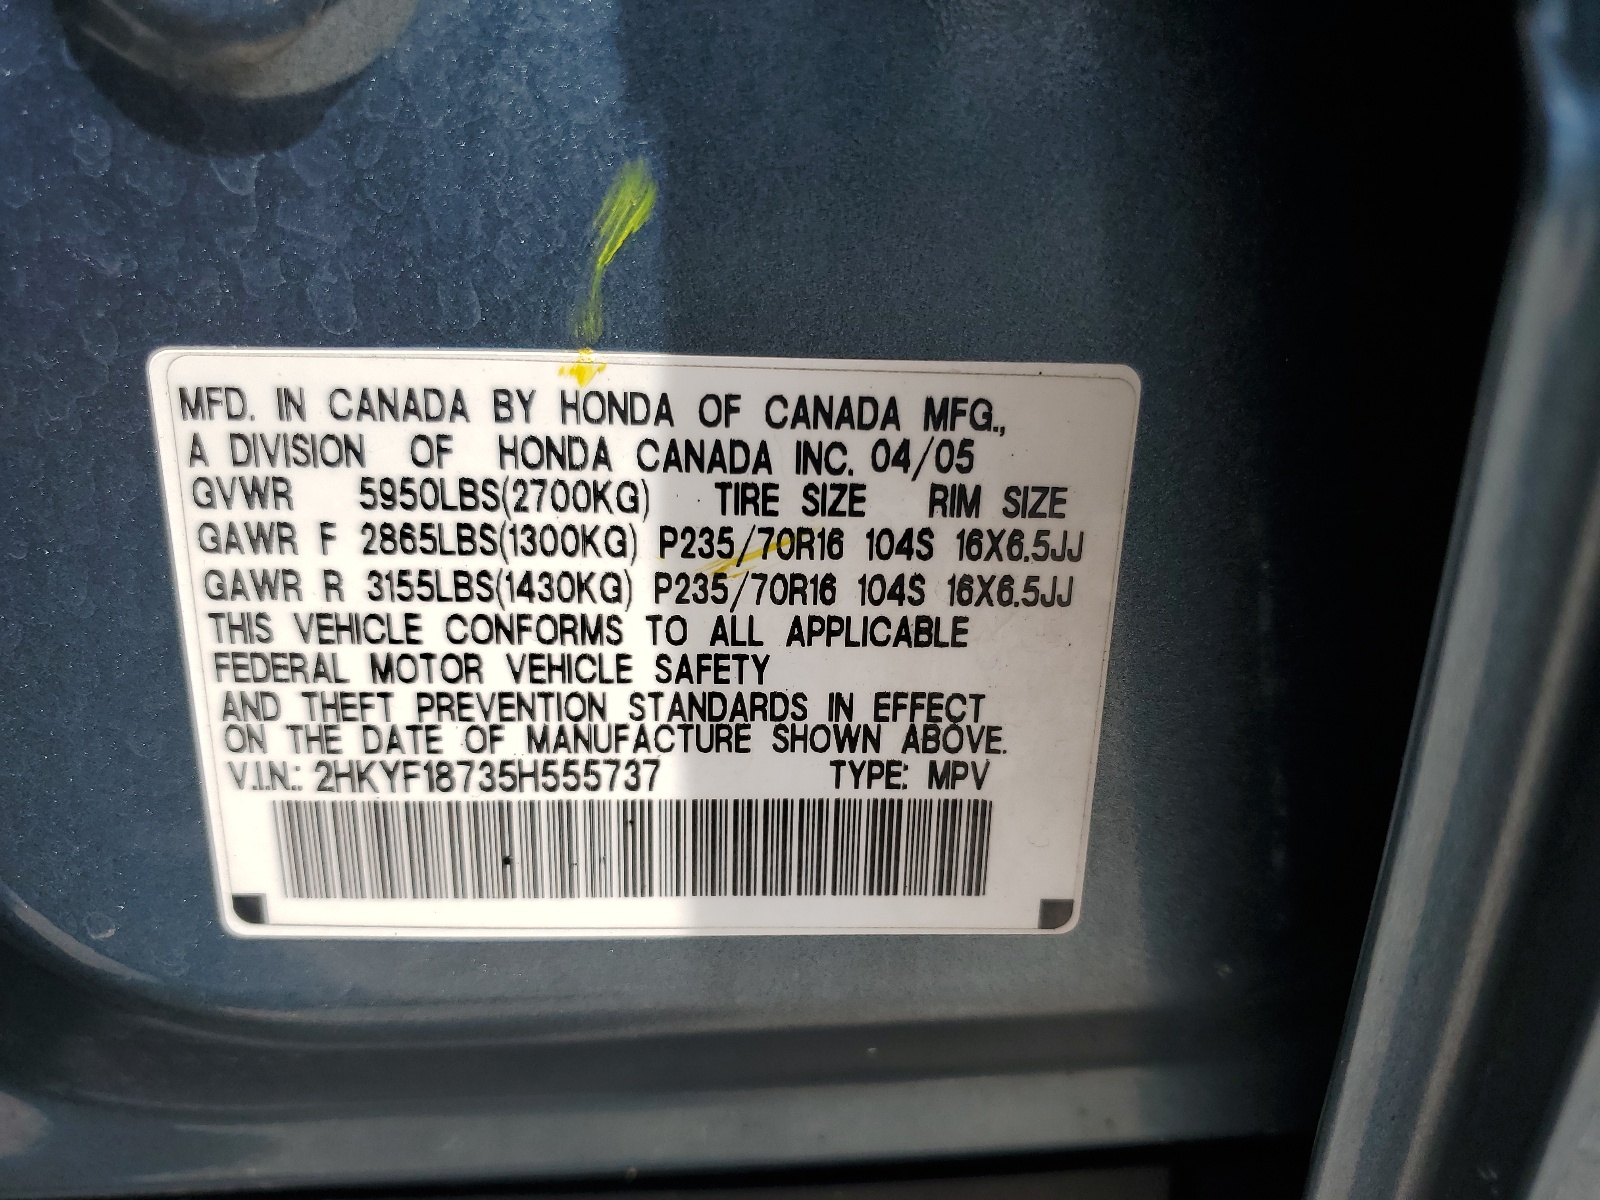 MFD. IN CANADA BY HONDA OF CANADA MFG.,
A DIVISION OF HONDA CANADA INC. 04/05
GVWR 5950LBS(2700KG) TIRE SIZE RIM SIZE
GAWR F 2865LBS(1300KG) P235/70R16 104S 16X6.5JJ
GAWR R 3155LBS(1430KG) P235/70R16 104S 16X6.5JJ
THIS VEHICLE CONFORMS TO ALL APPLICABLE
FEDERAL MOTOR VEHICLE SAFETY
AND THEFT PREVENTION STANDARDS IN EFFECT
ON THE DATE OF MANUFACTURE SHOWN ABOVE.
V.I.N.: 2HKYF18735H555737 TYPE: MPV